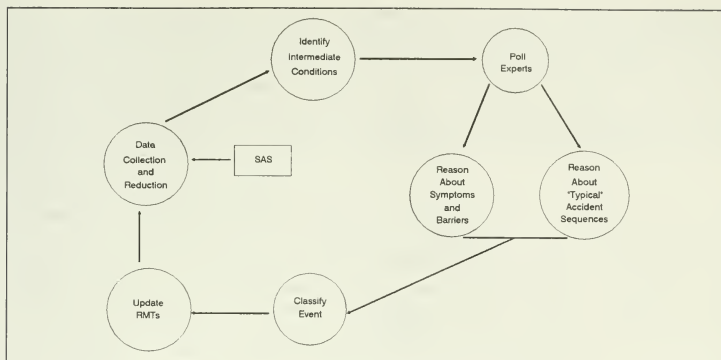 Identify
Intermediate
Conditions
Poll
Experts
Data
Collection
and
Reduction
SAS
Reason
About
Symptoms
and
Barriers
Reason
About
"Typical"
Accident
Sequences
Update
RMTs
Classify
Event